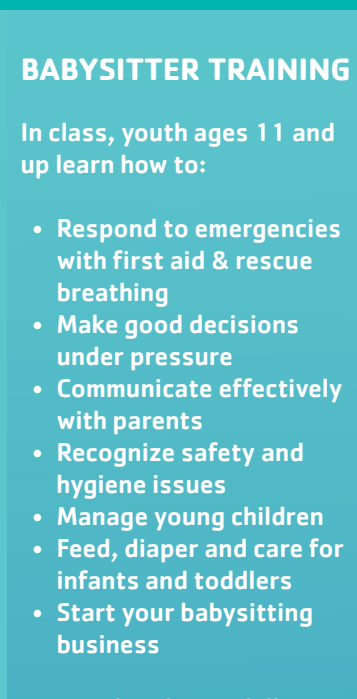 BABYSITTER TRAINING
In class, youth ages 11 and
up learn how to:
• Respond to emergencies
with first aid & rescue
breathing
• Make good decisions
under pressure
• Communicate effectively
with parents
• Recognize safety and
hygiene issues
• Manage young children
• Feed, diaper and care for
infants and toddlers
• Start your babysitting
business